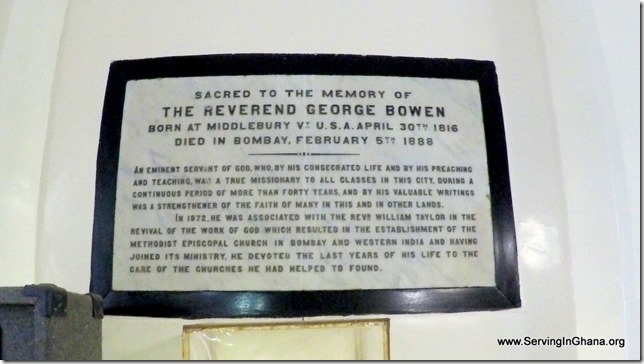 SACRED TO THE MEMORY OF
THE REVEREND GEORGE BOWEN
BORN AT MIDDLEBURY VT U.S.A. APRIL 30TH 1816
DIED IN BOMBAY, FEBRUARY 5TH 1888
AN EMINENT SERVANT OF GOD, WHO, BY HIS CONSECRATED LIFE AND BY HIS PREACHING
AND TEACHING, WAS A TRUE MISSIONARY TO ALL CLASSES IN THIS CITY, DURING A
CONTINUOUS PERIOD OF MORE THAN FORTY YEARS, AND BY HIS VALUABLE WRITINGS
WAS A STRENGTHENER OF THE FAITH OF MANY IN THIS AND IN OTHER LANDS.
IN 1872, HE WAS ASSOCIATED WITH THE REVD WILLIAM TAYLOR IN THE
REVIVAL OF THE WORK OF GOD WHICH RESULTED IN THE ESTABLISHMENT OF THE
METHODIST EPISCOPAL CHURCH IN BOMBAY AND WESTERN INDIA AND HAVING
JOINED ITS MINISTRY, HE DEVOTED THE LAST YEARS OF HIS LIFE TO THE
CARE OF THE CHURCHES HE HAD HELPED TO FOUND.
www.ServingInGhana.org